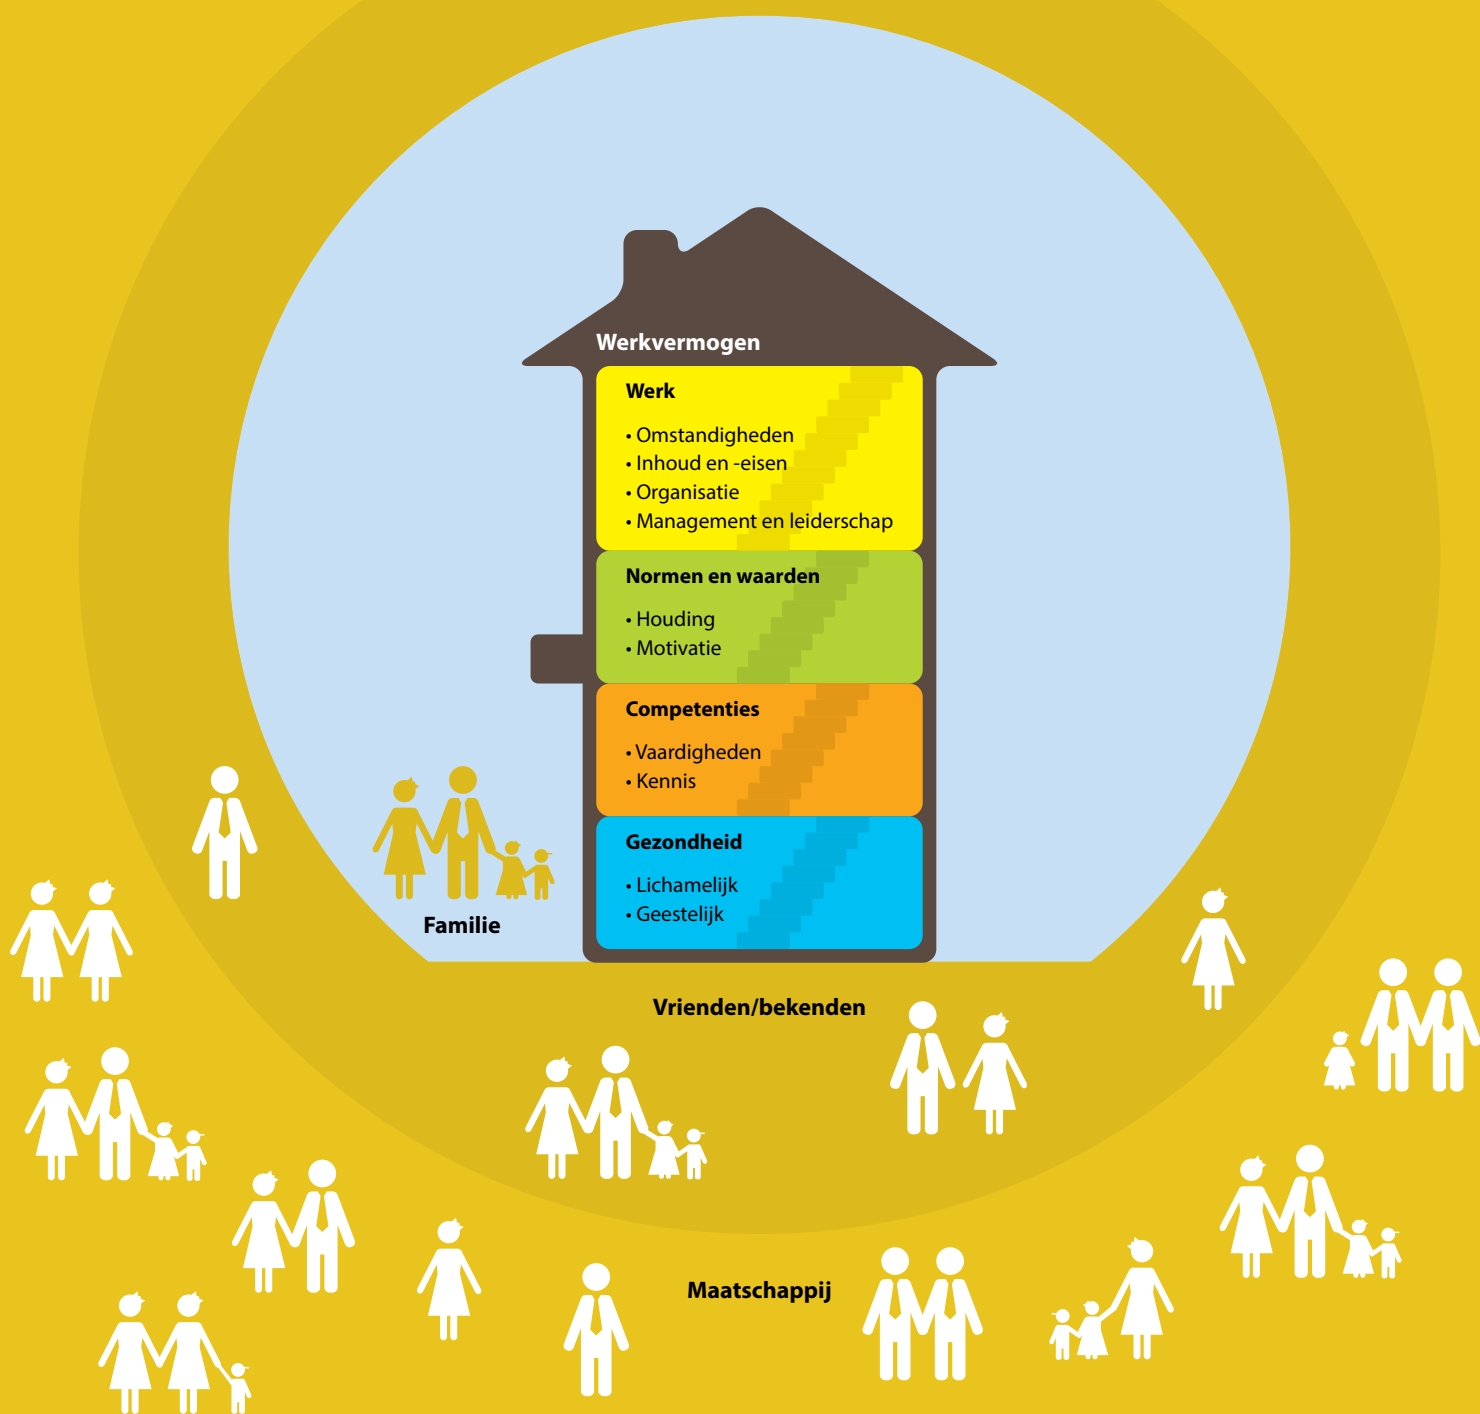 Werkvermogen
Werk
• Omstandigheden
• Inhoud en -eisen
• Organisatie
• Management en leiderschap
Normen en waarden
• Houding
• Motivatie
Competenties
• Vaardigheden
• Kennis
Gezondheid
• Lichamelijk
• Geestelijk
Familie
Vrienden/bekenden
Maatschappij